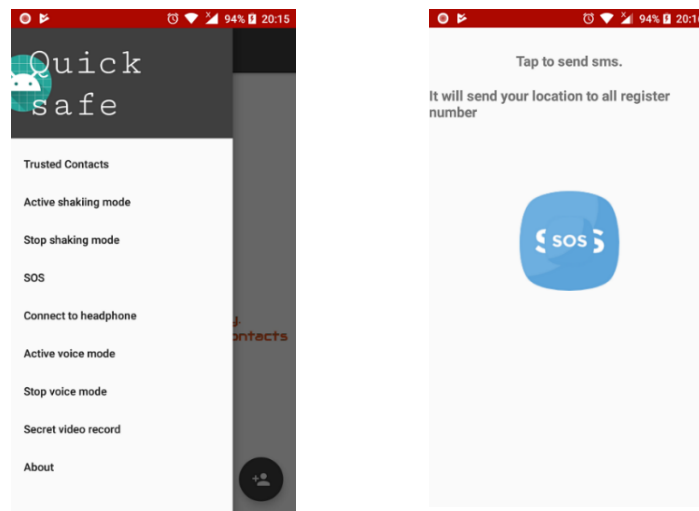 94% 20:15
Quick
safe
Trusted Contacts
Active shakiing mode
Stop shaking mode
SOS
Connect to headphone
Active voice mode
Stop voice mode
Secret video record
About
94%
Tap to send sms.
It will send your location to all register
number
SOS